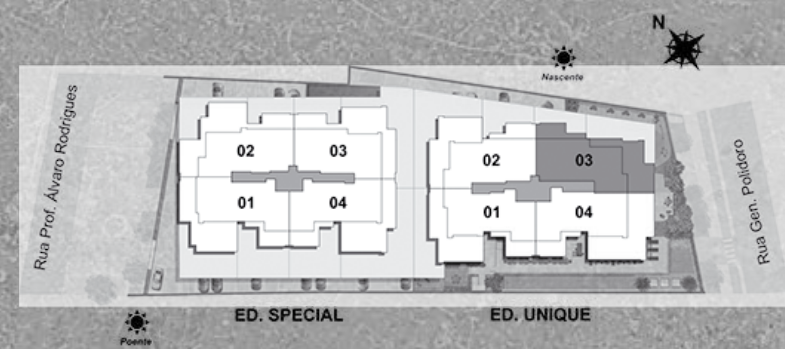 N
Nascente
Rua Prof. Álvaro Rodrigues
02
03
01
04
02
03
01
04
Rua Gen. Polidoro
ED. SPECIAL
ED. UNIQUE
Poente